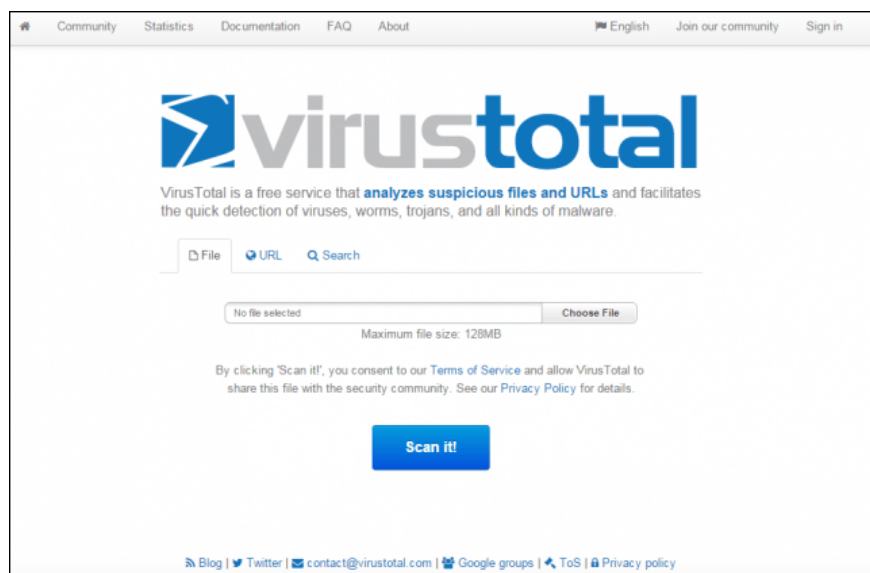 Community Statistics Documentation FAQ About English Join our community Sign in
virustotal
VirusTotal is a free service that analyzes suspicious files and URLs and facilitates
the quick detection of viruses, worms, trojans, and all kinds of malware.
File URL Search
No file selected Choose File
Maximum file size: 128MB
By clicking 'Scan it!', you consent to our Terms of Service and allow VirusTotal to
share this file with the security community. See our Privacy Policy for details.
Scan it!
Blog | Twitter | contact@virustotal.com | Google groups | ToS | Privacy policy